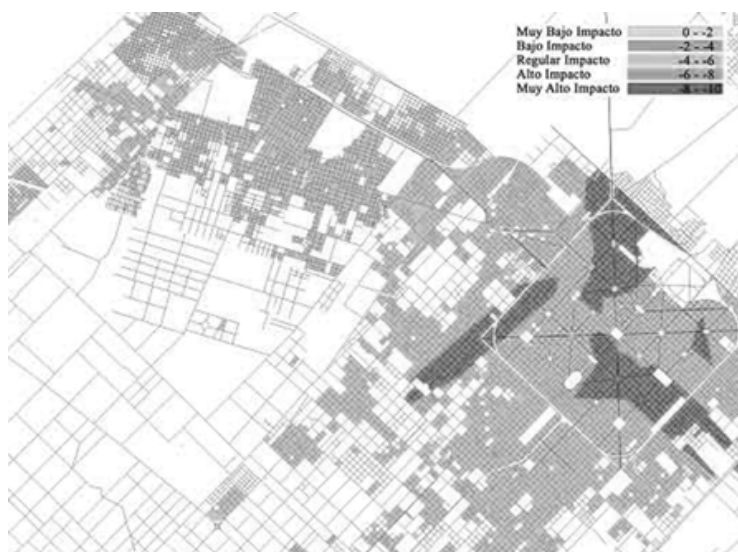 Muy Bajo Impacto 0 - -2
Bajo Impacto -2 - -4
Regular Impacto -4 - -6
Alto Impacto -6 - -8
Muy Alto Impacto -8 - -10